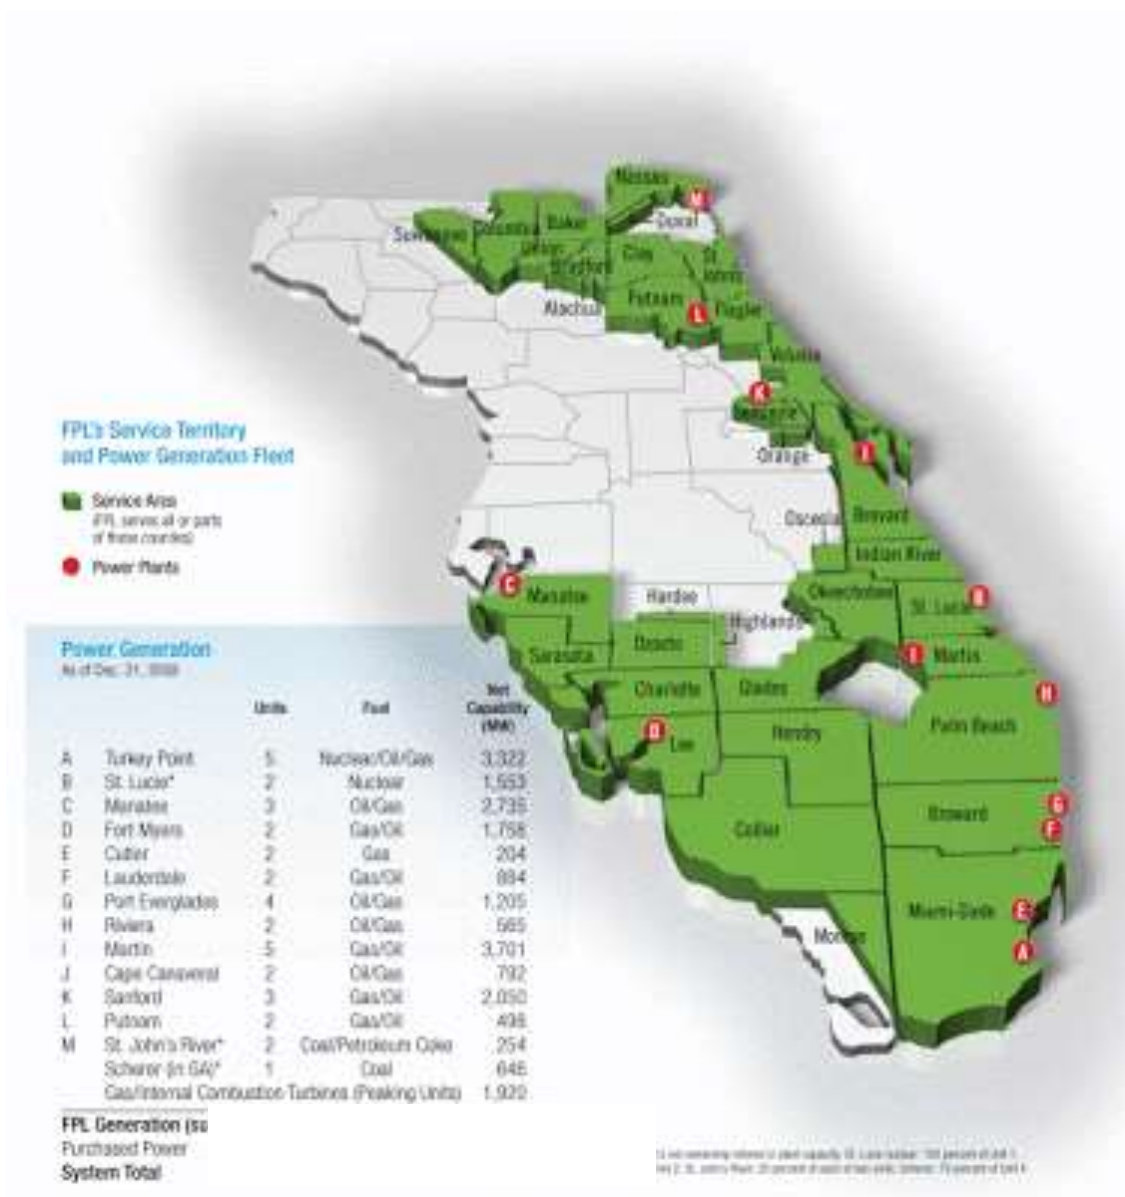 Nassau
M
Duval
Suwannee Columbia Baker
Union
Bradford
Clay
St. Johns
Alachua
Putnam
L
Flagler
Volusia
K
Seminole
Orange
J
Osceola
Brevard
Indian River
C
Manatee
Hardee
Highlands
Okeechobee
St. Lucie
B
Sarasota
Desoto
I
Martin
Charlotte
Glades
H
D
Lee
Hendry
Palm Beach
Collier
Broward
G
F
Miami-Dade
E
Monroe
A
FPL's Service Territory
and Power Generation Fleet
Service Area
(FPL serves all or parts
of these counties)
Power Plants
Power Generation
As of Dec. 31,
Units Fuel Net Capability (MW)
A Turkey Point 5 Nuclear/Oil/Gas 3,322
B St. Lucie* 2 Nuclear 1,553
C Manatee 3 Oil/Gas 2,735
D Fort Myers 2 Gas/Oil 1,758
E Cutler 2 Gas 204
F Lauderdale 2 Gas/Oil 884
G Port Everglades 4 Oil/Gas 1,205
H Riviera 2 Oil/Gas 565
I Martin 5 Gas/Oil 3,701
J Cape Canaveral 2 Oil/Gas 792
K Sanford 3 Gas/Oil 2,050
L Putnam 2 Gas/Oil 498
M St. John's River* 2 Coal/Petroleum Coke 254
Scherer (in GA)* 1 Coal 646
Gas/Internal Combustion Turbines (Peaking Units) 1,920
FPL Generation (su
Purchased Power
System Total